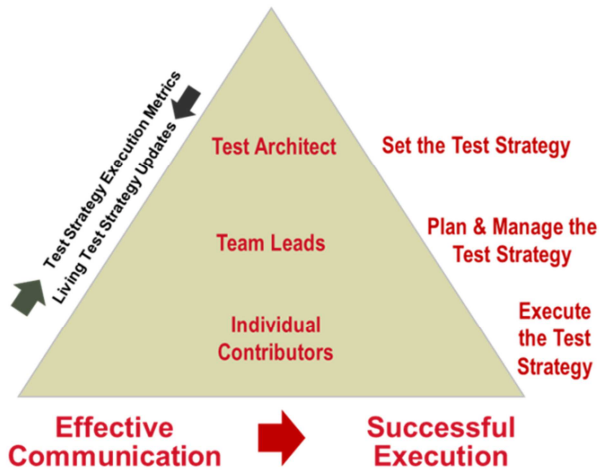 Test Strategy Execution Metrics
Living Test Strategy Updates
Test Architect
Set the Test Strategy
Team Leads
Plan & Manage the
Test Strategy
Individual
Contributors
Execute
the Test
Strategy
Effective
Communication
Successful
Execution